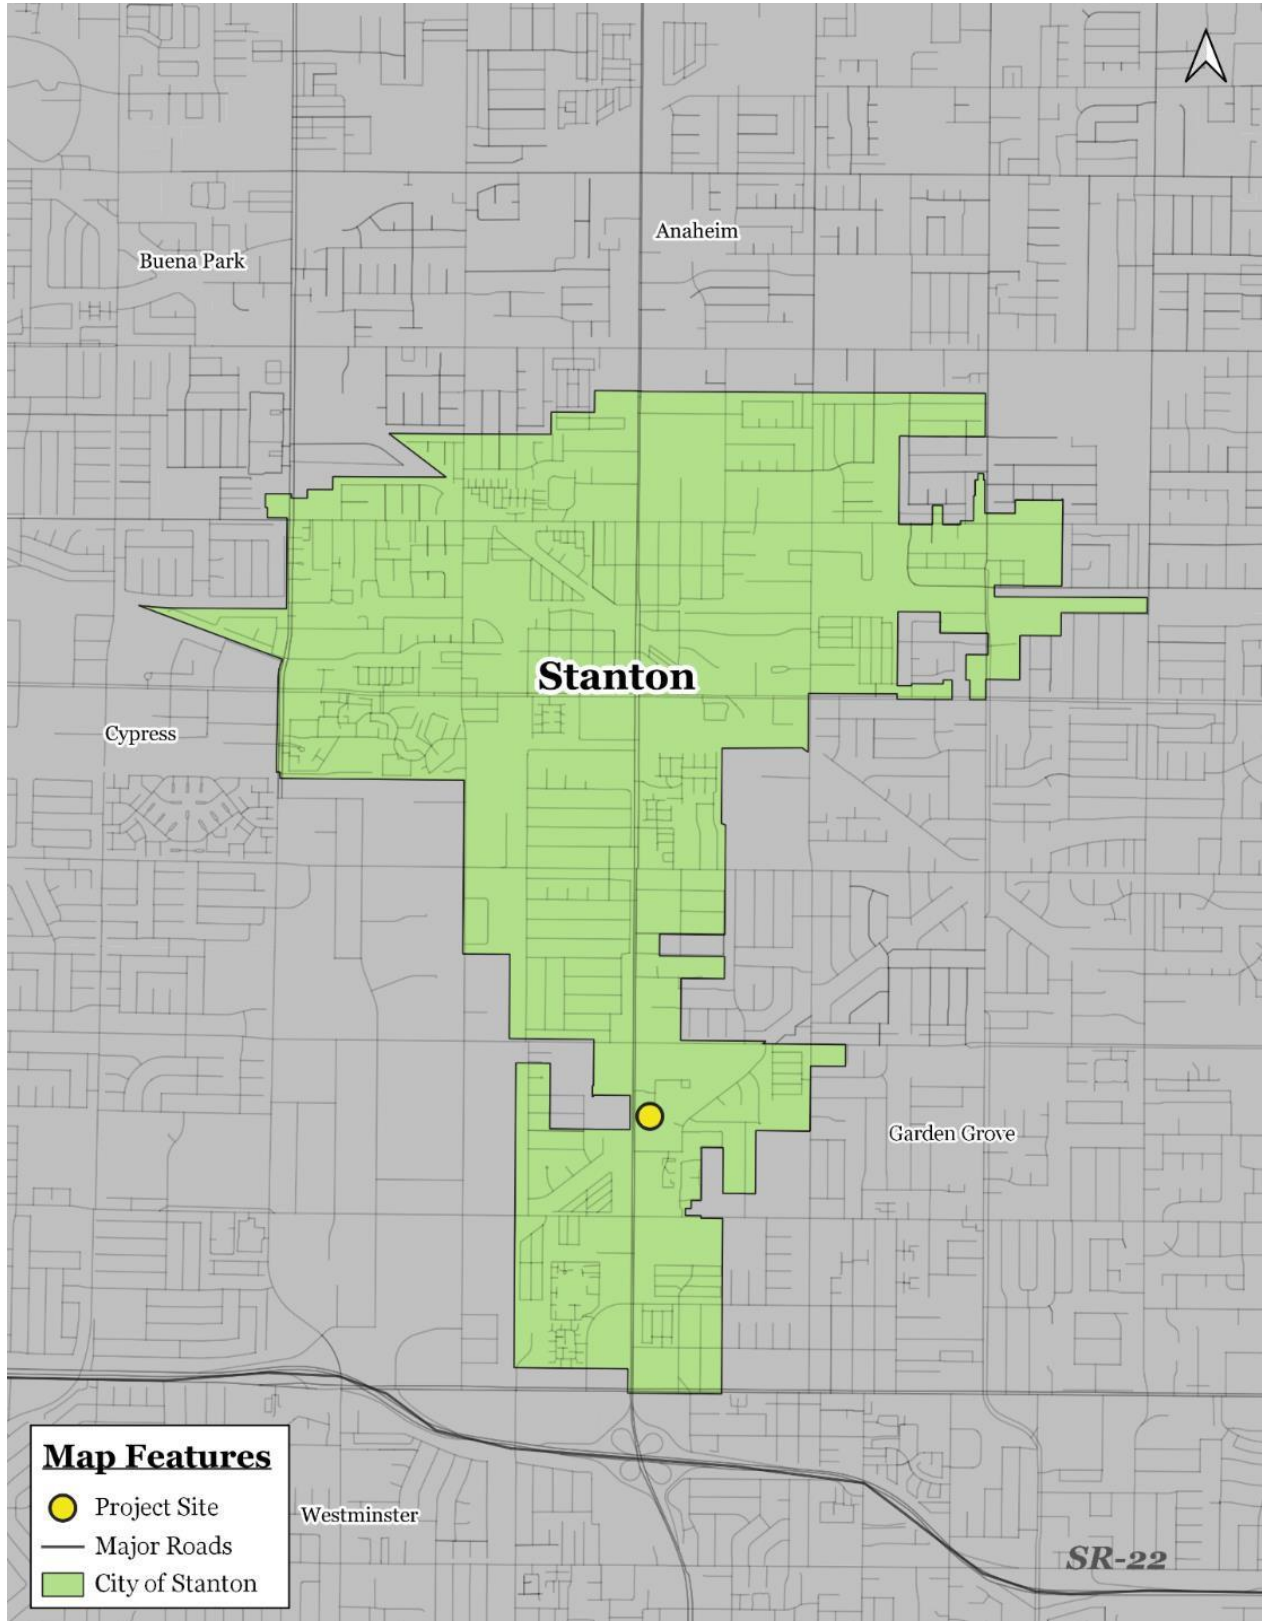 Anaheim
Buena Park
Stanton
Cypress
Garden Grove
Map Features
Project Site
Major Roads
City of Stanton
Westminster
SR-22